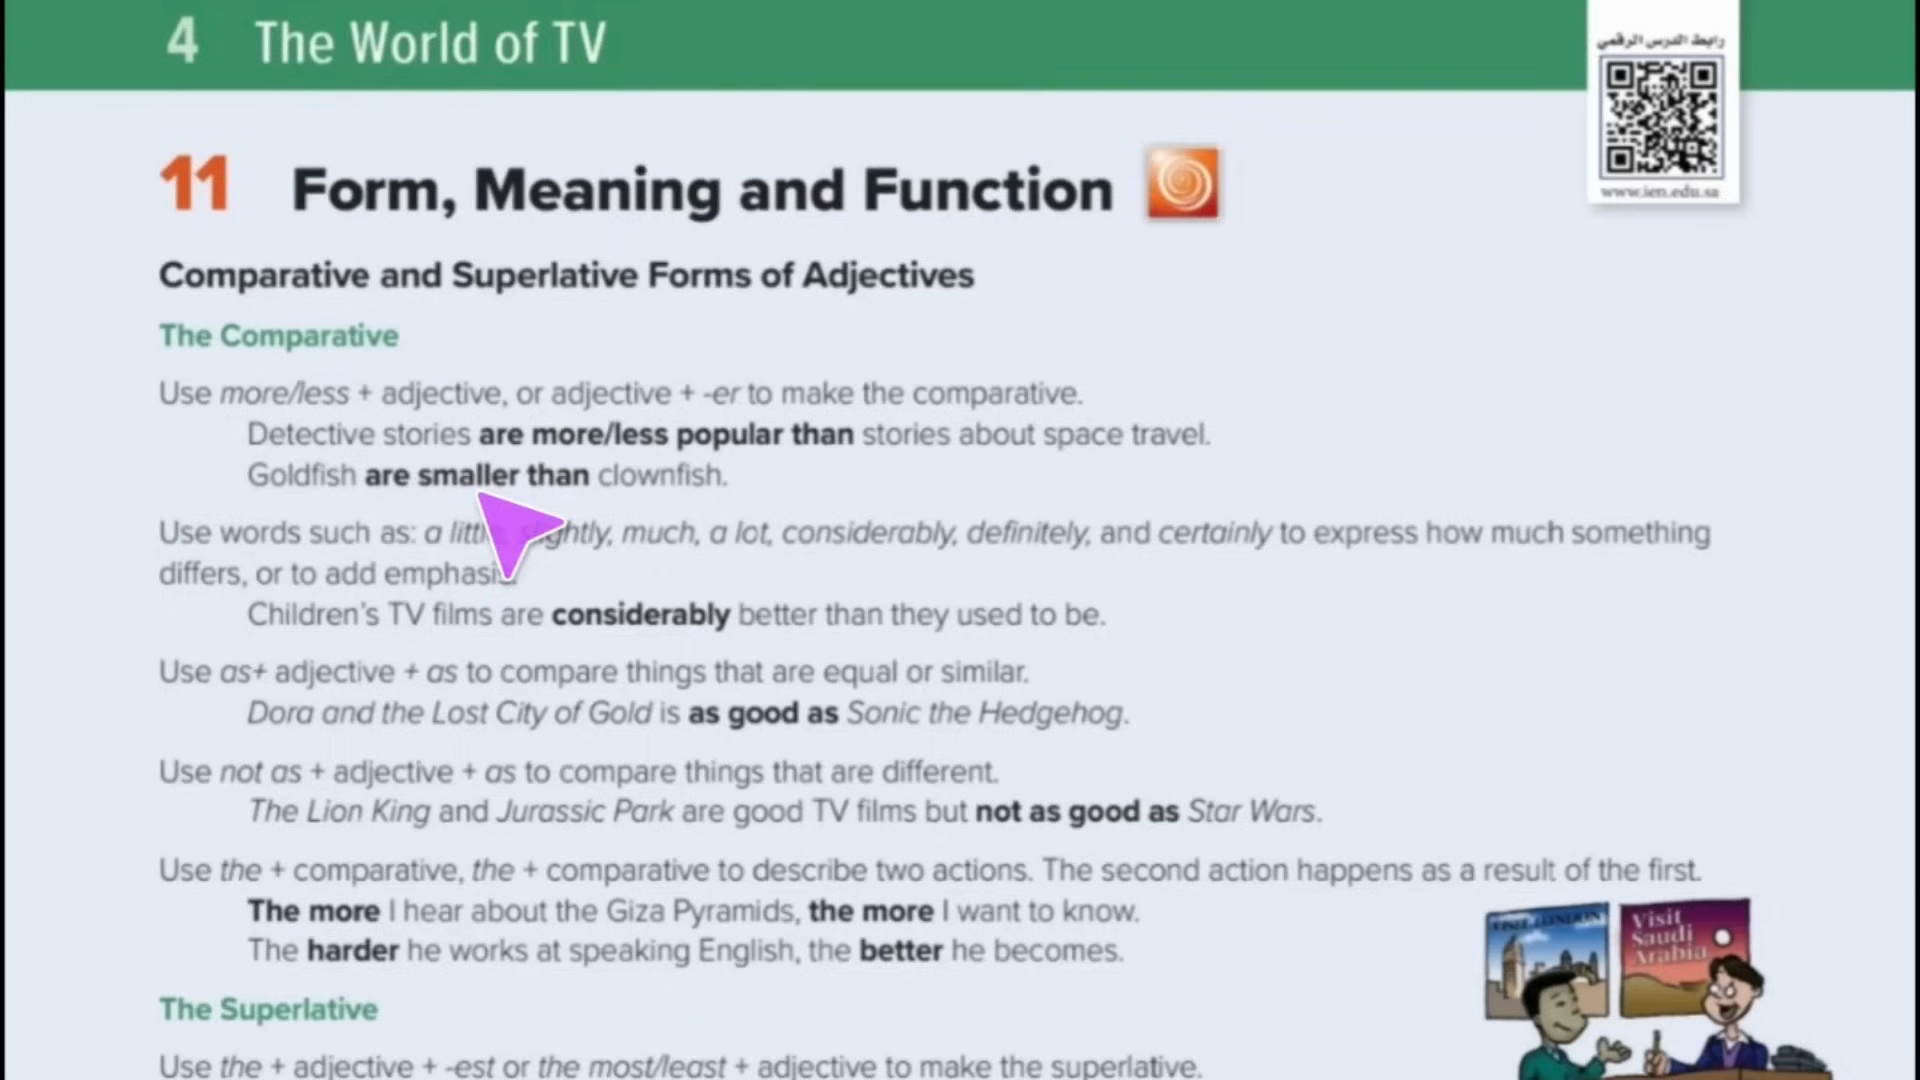 4 The World of TV
رابط الدرس الرقمي
www.ien.edu.sa
11 Form, Meaning and Function
Comparative and Superlative Forms of Adjectives
The Comparative
Use more/less + adjective, or adjective + -er to make the comparative.
Detective stories are more/less popular than stories about space travel.
Goldfish are smaller than clownfish.
Use words such as: a little, slightly, much, a lot, considerably, definitely, and certainly to express how much something
differs, or to add emphasis.
Children's TV films are considerably better than they used to be.
Use as+ adjective + as to compare things that are equal or similar.
Dora and the Lost City of Gold is as good as Sonic the Hedgehog.
Use not as + adjective + as to compare things that are different.
The Lion King and Jurassic Park are good TV films but not as good as Star Wars.
Use the + comparative, the + comparative to describe two actions. The second action happens as a result of the first.
The more I hear about the Giza Pyramids, the more I want to know.
The harder he works at speaking English, the better he becomes.
VISIT LONDON
Visit
Saudi
Arabia
The Superlative
Use the + adjective + -est or the most/least + adjective to make the superlative.